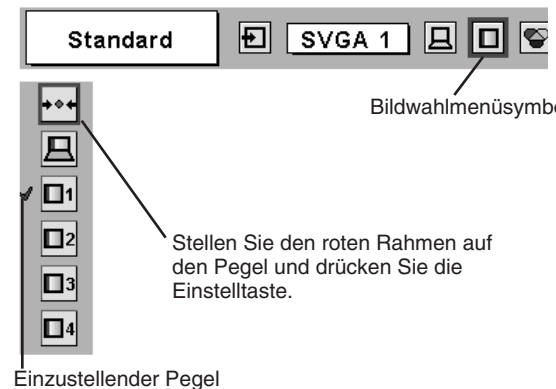 Standard
SVGA 1
Bildwahlmenüsymbo
1
Stellen Sie den roten Rahmen auf
2
den Pegel und drücken Sie die
3
Einstelltaste.
4
Einzustellender Pegel